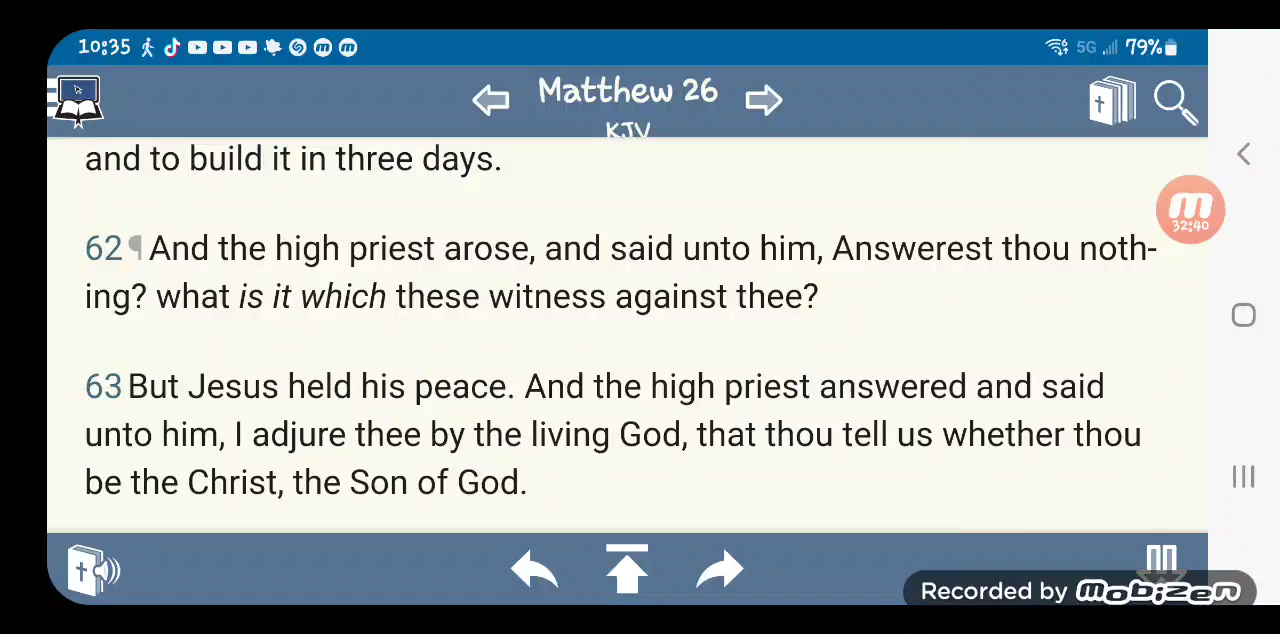 10:35
5G 79%
Matthew 26
KJV
and to build it in three days.
32:40
62 ¶ And the high priest arose, and said unto him, Answerest thou noth-
ing? what is it which these witness against thee?
63 But Jesus held his peace. And the high priest answered and said
unto him, I adjure thee by the living God, that thou tell us whether thou
be the Christ, the Son of God.
Recorded by mobizen